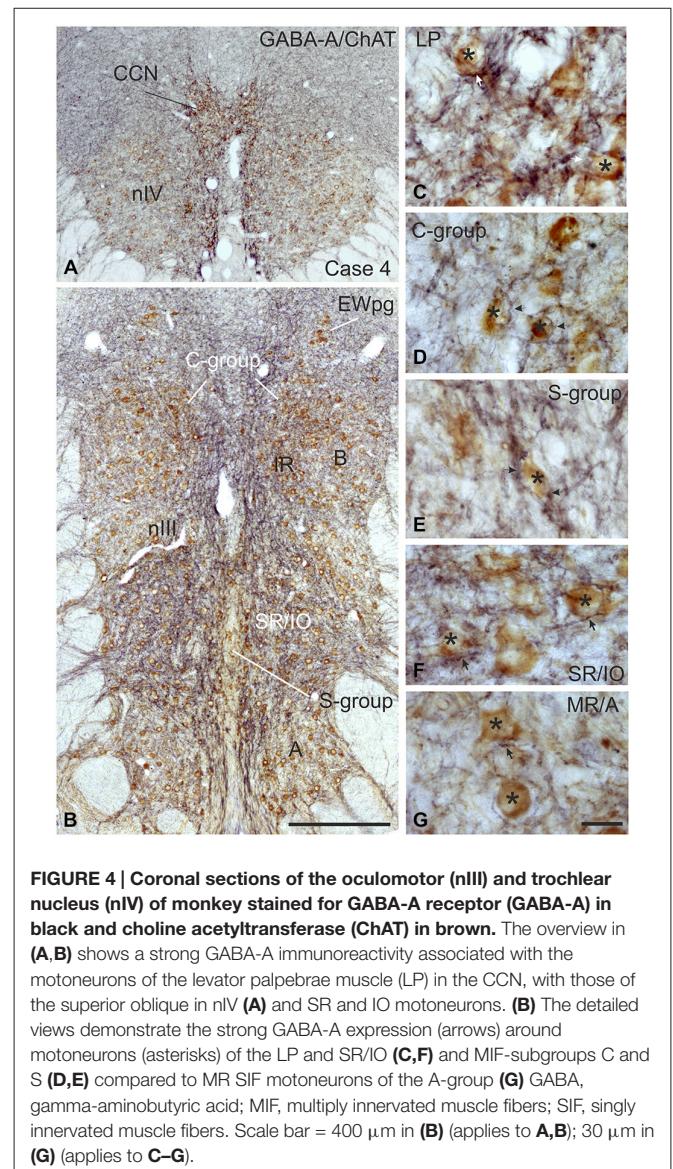 GABA-A/ChAT
CCN
nIV
A
Case 4
EWpg
C-group
IR
B
nIII
SR/IO
S-group
A
B
LP
C
C-group
D
S-group
E
F
SR/IO
MR/A
G
FIGURE 4 | Coronal sections of the oculomotor (nIII) and trochlear
nucleus (nIV) of monkey stained for GABA-A receptor (GABA-A) in
black and choline acetyltransferase (ChAT) in brown. The overview in
(A,B) shows a strong GABA-A immunoreactivity associated with the
motoneurons of the levator palpebrae muscle (LP) in the CCN, with those of
the superior oblique in nIV (A) and SR and IO motoneurons. (B) The detailed
views demonstrate the strong GABA-A expression (arrows) around
motoneurons (asterisks) of the LP and SR/IO (C,F) and MIF-subgroups C and
S (D,E) compared to MR SIF motoneurons of the A-group (G) GABA,
gamma-aminobutyric acid; MIF, multiply innervated muscle fibers; SIF, singly
innervated muscle fibers. Scale bar = 400 μm in (B) (applies to A,B); 30 μm in
(G) (applies to C–G).